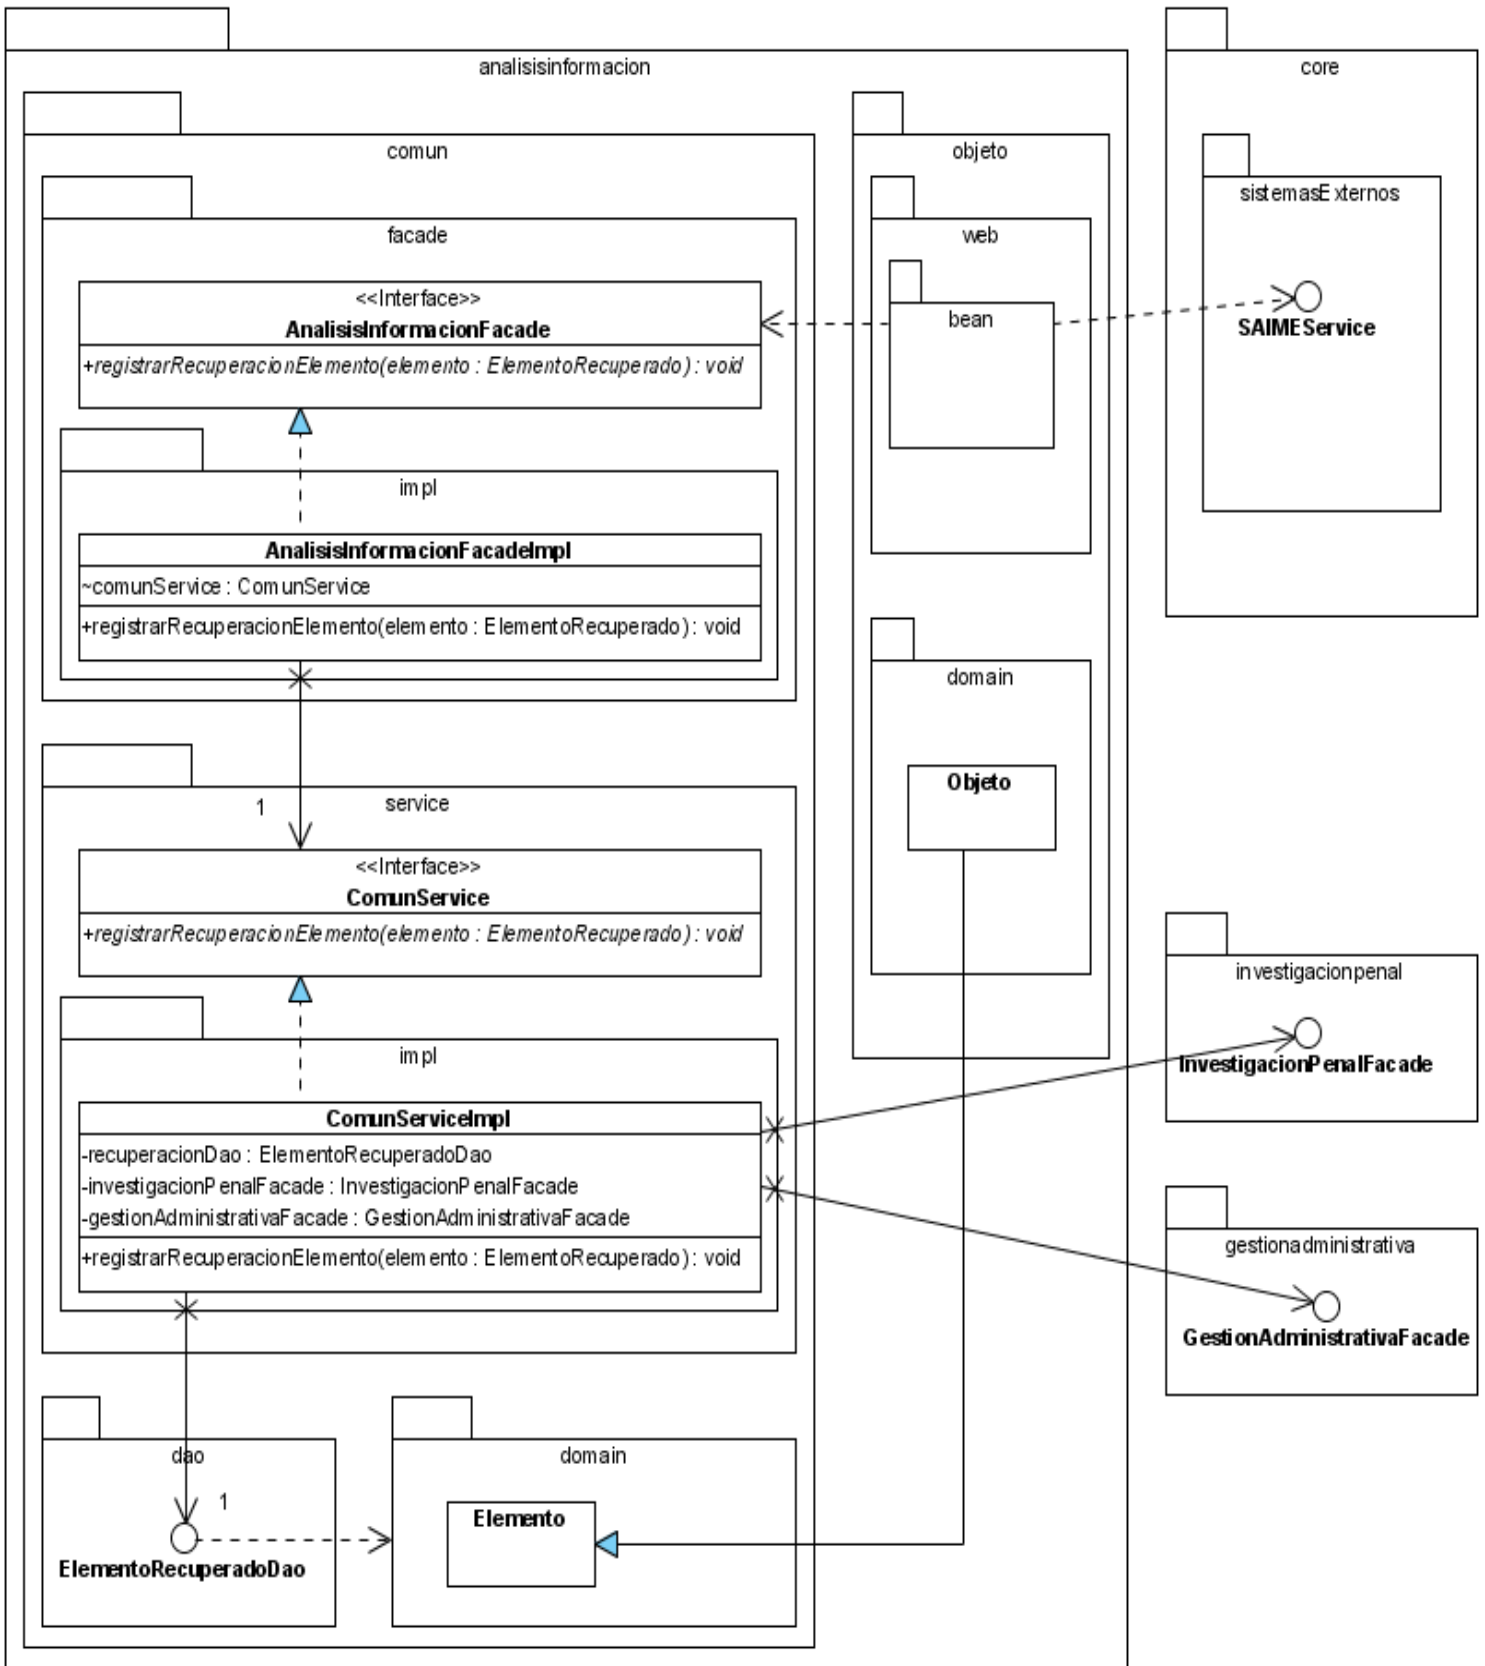 analisisinformacion
comun
facade
<<Interface>>
AnalisisInformacionFacade
+registrarRecuperacionElemento(elemento : ElementoRecuperado) : void
impl
AnalisisInformacionFacadeImpl
~comunService : ComunService
+registrarRecuperacionElemento(elemento : ElementoRecuperado) : void
service
1
<<Interface>>
ComunService
+registrarRecuperacionElemento(elemento : ElementoRecuperado) : void
impl
ComunServiceImpl
-recuperacionDao : ElementoRecuperadoDao
-investigacionPenalFacade : InvestigacionPenalFacade
-gestionAdministrativaFacade : GestionAdministrativaFacade
+registrarRecuperacionElemento(elemento : ElementoRecuperado) : void
dao
1
ElementoRecuperadoDao
domain
Elemento
objeto
web
bean
domain
Objeto
core
sistemasExternos
SAIMEService
investigacionpenal
InvestigacionPenalFacade
gestionadministrativa
GestionAdministrativaFacade